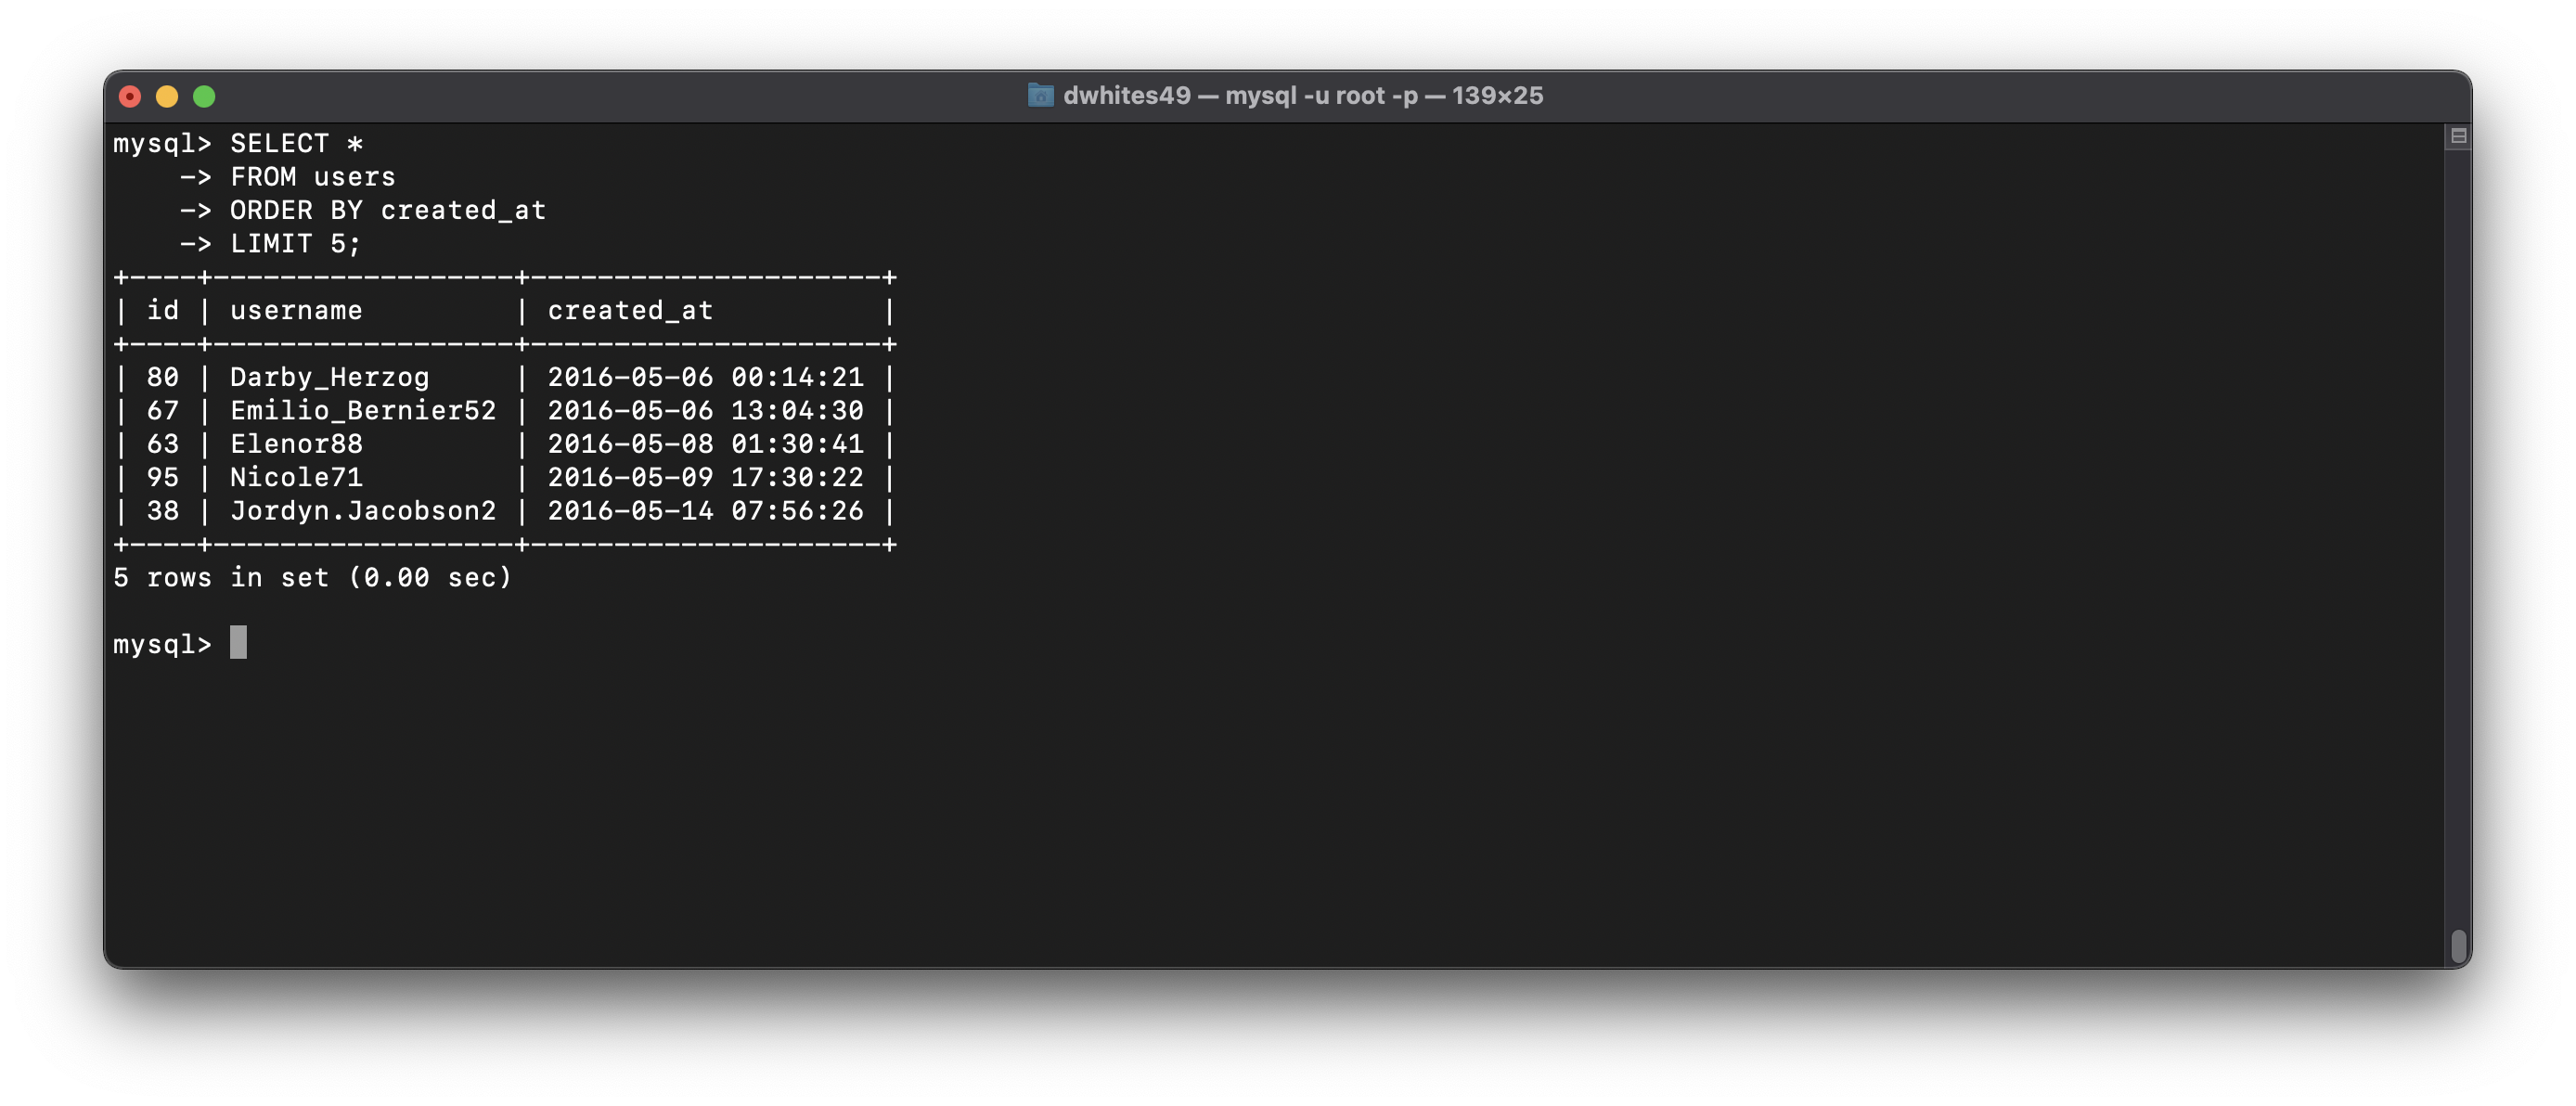 dwhites49 — mysql -u root -p — 139×25
mysql> SELECT *
    -> FROM users
    -> ORDER BY created_at
    -> LIMIT 5;
+----+------------------+---------------------+
| id | username         | created_at          |
+----+------------------+---------------------+
| 80 | Darby_Herzog     | 2016-05-06 00:14:21 |
| 67 | Emilio_Bernier52 | 2016-05-06 13:04:30 |
| 63 | Elenor88         | 2016-05-08 01:30:41 |
| 95 | Nicole71         | 2016-05-09 17:30:22 |
| 38 | Jordyn.Jacobson2 | 2016-05-14 07:56:26 |
+----+------------------+---------------------+
5 rows in set (0.00 sec)
mysql>